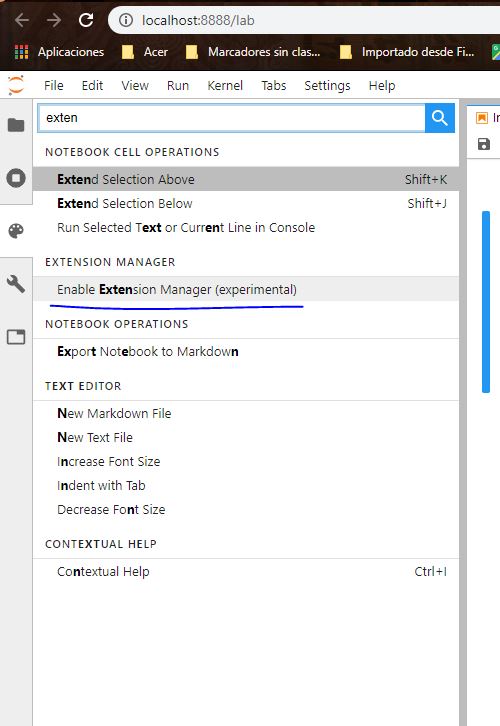 localhost:8888/lab
Aplicaciones Acer Marcadores sin clas... Importado desde Fi...
File Edit View Run Kernel Tabs Settings Help
exten
NOTEBOOK CELL OPERATIONS
Extend Selection Above Shift+K
Extend Selection Below Shift+J
Run Selected Text or Current Line in Console
EXTENSION MANAGER
Enable Extension Manager (experimental)
NOTEBOOK OPERATIONS
Export Notebook to Markdown
TEXT EDITOR
New Markdown File
New Text File
Increase Font Size
Indent with Tab
Decrease Font Size
CONTEXTUAL HELP
Contextual Help Ctrl+I